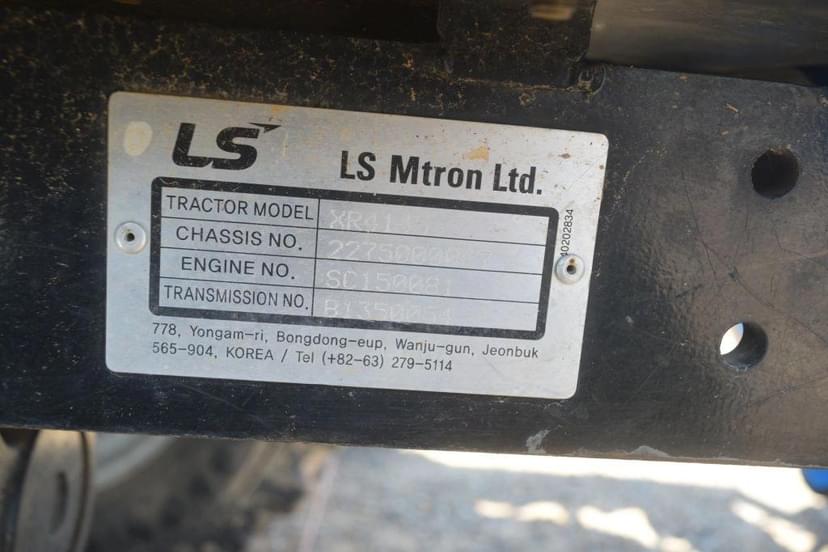 LS
LS Mtron Ltd.
TRACTOR MODEL
CHASSIS NO.
ENGINE NO. SC150081
TRANSMISSION NO.
40202834
778, Yongam-ri, Bongdong-eup, Wanju-gun, Jeonbuk
565-904, KOREA / Tel (+82-63) 279-5114